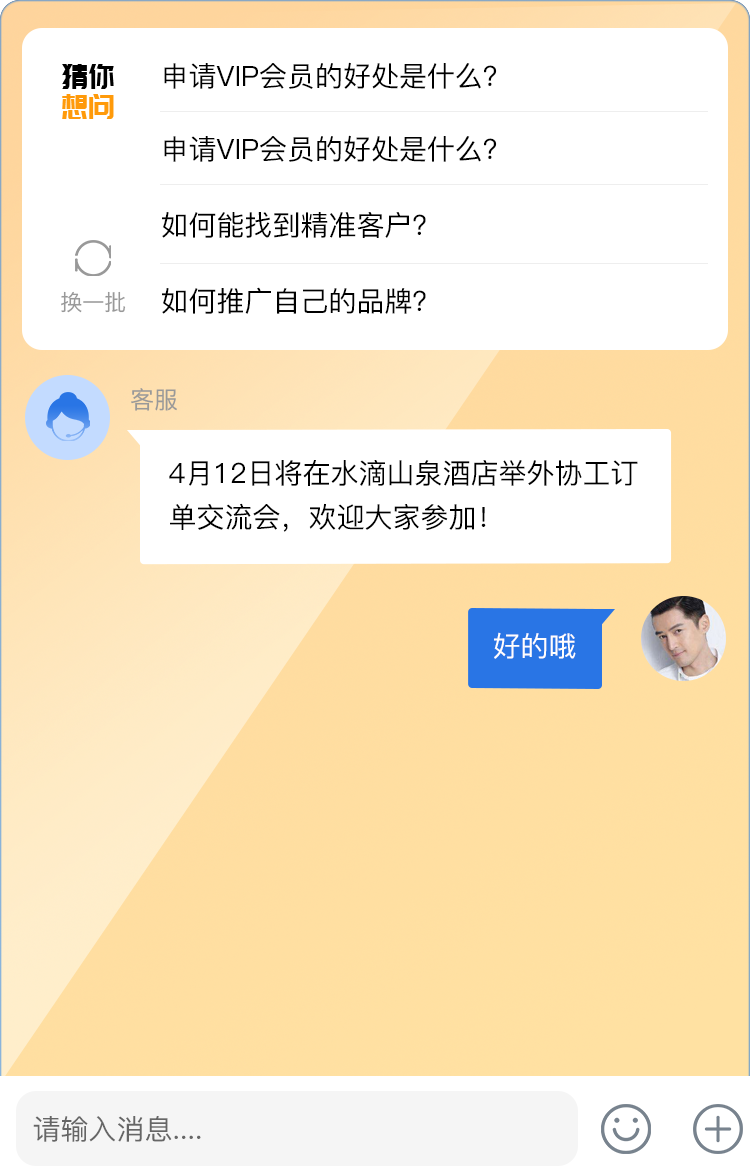 猜你
想问
申请VIP会员的好处是什么?
申请VIP会员的好处是什么?
如何能找到精准客户?
如何推广自己的品牌?
换一批
客服
4月12日将在水滴山泉酒店举外协工订
单交流会，欢迎大家参加!
好的哦
请输入消息....